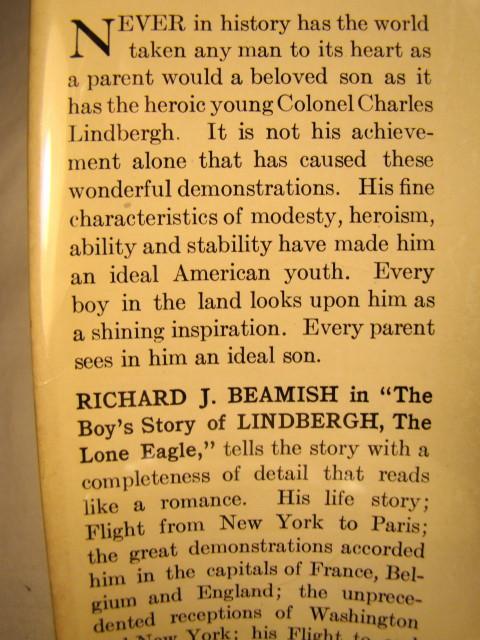 NEVER in history has the world
taken any man to its heart as
a parent would a beloved son as it
has the heroic young Colonel Charles
Lindbergh. It is not his achieve-
ment alone that has caused these
wonderful demonstrations. His fine
characteristics of modesty, heroism,
ability and stability have made him
an ideal American youth. Every
boy in the land looks upon him as
a shining inspiration. Every parent
sees in him an ideal son.
RICHARD J. BEAMISH in "The
Boy's Story of LINDBERGH, The
Lone Eagle," tells the story with a
completeness of detail that reads
like a romance. His life story;
Flight from New York to Paris;
the great demonstrations accorded
him in the capitals of France, Bel-
gium and England; the unprece-
dented receptions of Washington
New York; his Flight to